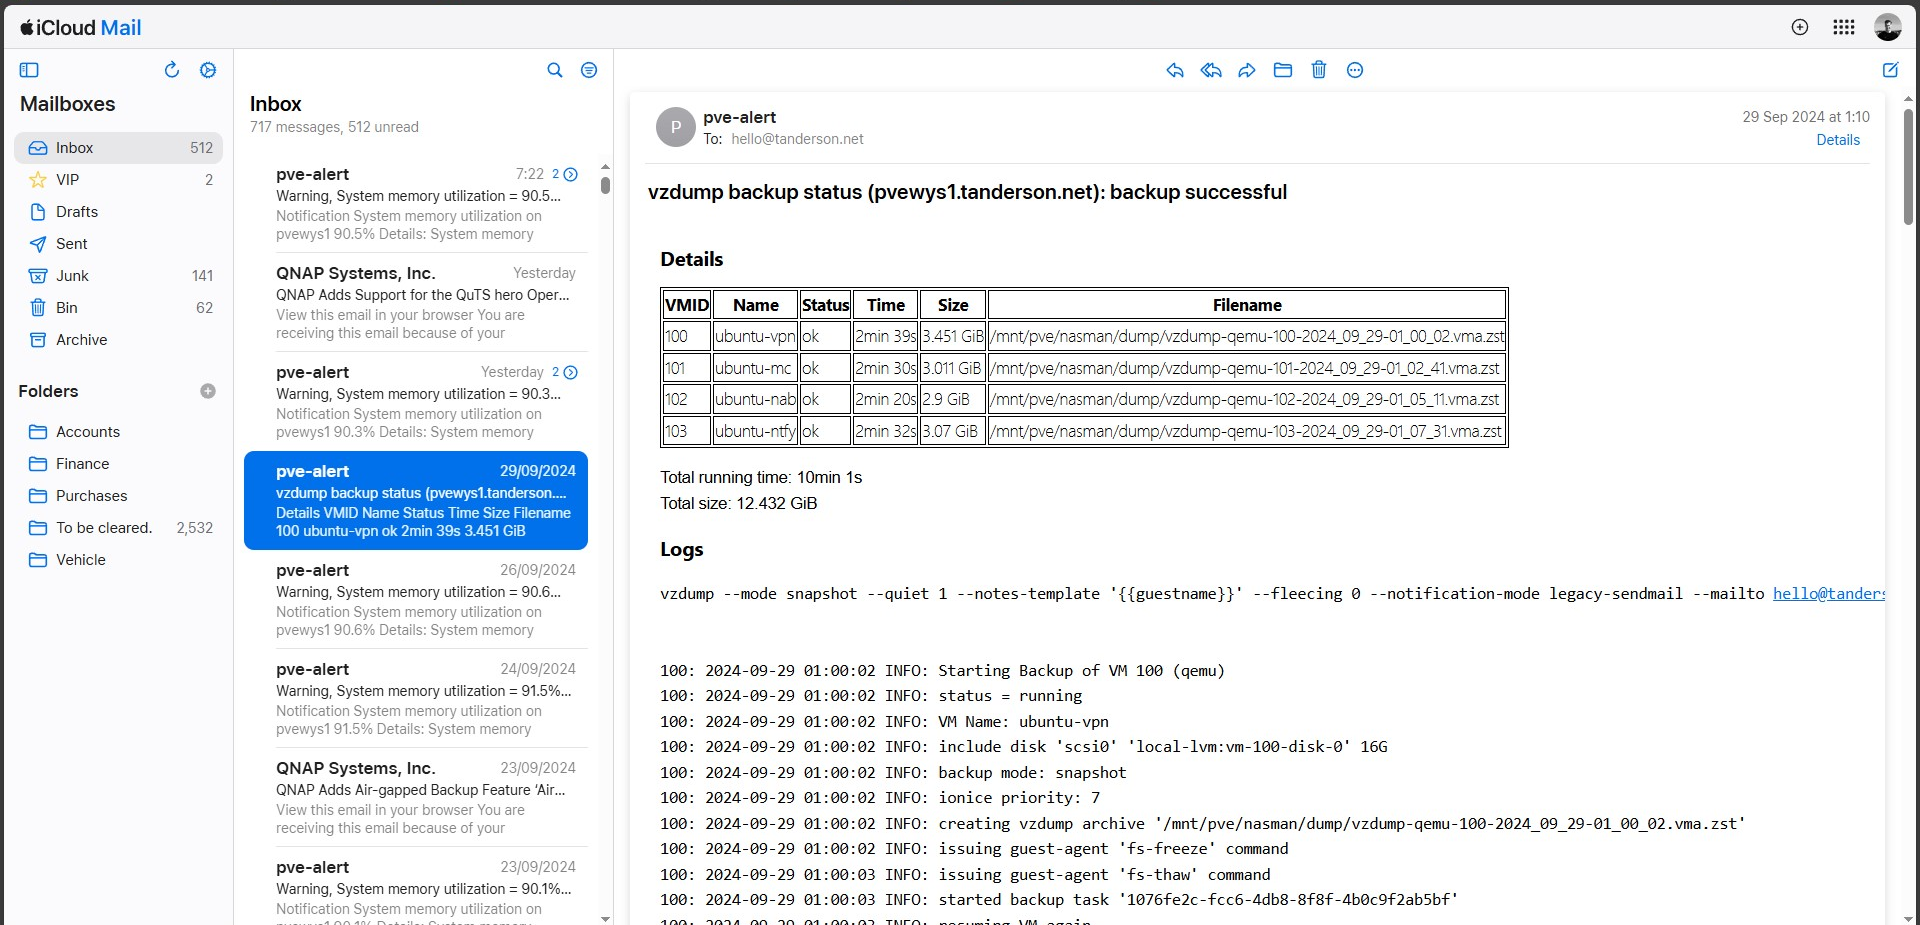 iCloud Mail
Mailboxes
Inbox 512
VIP 2
Drafts
Sent
Junk 141
Bin 62
Archive
Folders
Accounts
Finance
Purchases
To be cleared. 2,532
Vehicle
Inbox
717 messages, 512 unread
pve-alert 7:22 2
Warning, System memory utilization = 90.5...
Notification System memory utilization on
pvewys1 90.5% Details: System memory
QNAP Systems, Inc. Yesterday
QNAP Adds Support for the QuTS hero Oper...
View this email in your browser You are
receiving this email because of your
pve-alert Yesterday 2
Warning, System memory utilization = 90.3...
Notification System memory utilization on
pvewys1 90.3% Details: System memory
pve-alert 29/09/2024
vzdump backup status (pvewys1.tanderson....
Details VMID Name Status Time Size Filename
100 ubuntu-vpn ok 2min 39s 3.451 GiB
pve-alert 26/09/2024
Warning, System memory utilization = 90.6...
Notification System memory utilization on
pvewys1 90.6% Details: System memory
pve-alert 24/09/2024
Warning, System memory utilization = 91.5%...
Notification System memory utilization on
pvewys1 91.5% Details: System memory
QNAP Systems, Inc. 23/09/2024
QNAP Adds Air-gapped Backup Feature ‘Air...
View this email in your browser You are
receiving this email because of your
pve-alert 23/09/2024
Warning, System memory utilization = 90.1%...
Notification System memory utilization on
P
pve-alert 29 Sep 2024 at 1:10
To: hello@tanderson.net Details
vzdump backup status (pvewys1.tanderson.net): backup successful
Details
VMID Name Status Time Size Filename
100 ubuntu-vpn ok 2min 39s 3.451 GiB /mnt/pve/nasman/dump/vzdump-qemu-100-2024_09_29-01_00_02.vma.zst
101 ubuntu-mc ok 2min 30s 3.011 GiB /mnt/pve/nasman/dump/vzdump-qemu-101-2024_09_29-01_02_41.vma.zst
102 ubuntu-nab ok 2min 20s 2.9 GiB /mnt/pve/nasman/dump/vzdump-qemu-102-2024_09_29-01_05_11.vma.zst
103 ubuntu-ntfy ok 2min 32s 3.07 GiB /mnt/pve/nasman/dump/vzdump-qemu-103-2024_09_29-01_07_31.vma.zst
Total running time: 10min 1s
Total size: 12.432 GiB
Logs
vzdump --mode snapshot --quiet 1 --notes-template '{{guestname}}' --fleecing 0 --notification-mode legacy-sendmail --mailto hello@tanders
100: 2024-09-29 01:00:02 INFO: Starting Backup of VM 100 (qemu)
100: 2024-09-29 01:00:02 INFO: status = running
100: 2024-09-29 01:00:02 INFO: VM Name: ubuntu-vpn
100: 2024-09-29 01:00:02 INFO: include disk 'scsi0' 'local-lvm:vm-100-disk-0' 16G
100: 2024-09-29 01:00:02 INFO: backup mode: snapshot
100: 2024-09-29 01:00:02 INFO: ionice priority: 7
100: 2024-09-29 01:00:02 INFO: creating vzdump archive '/mnt/pve/nasman/dump/vzdump-qemu-100-2024_09_29-01_00_02.vma.zst'
100: 2024-09-29 01:00:02 INFO: issuing guest-agent 'fs-freeze' command
100: 2024-09-29 01:00:03 INFO: issuing guest-agent 'fs-thaw' command
100: 2024-09-29 01:00:03 INFO: started backup task '1076fe2c-fcc6-4db8-8f8f-4b0c9f2ab5bf'
100: 2024-09-29 01:00:03 INFO: resuming VM again